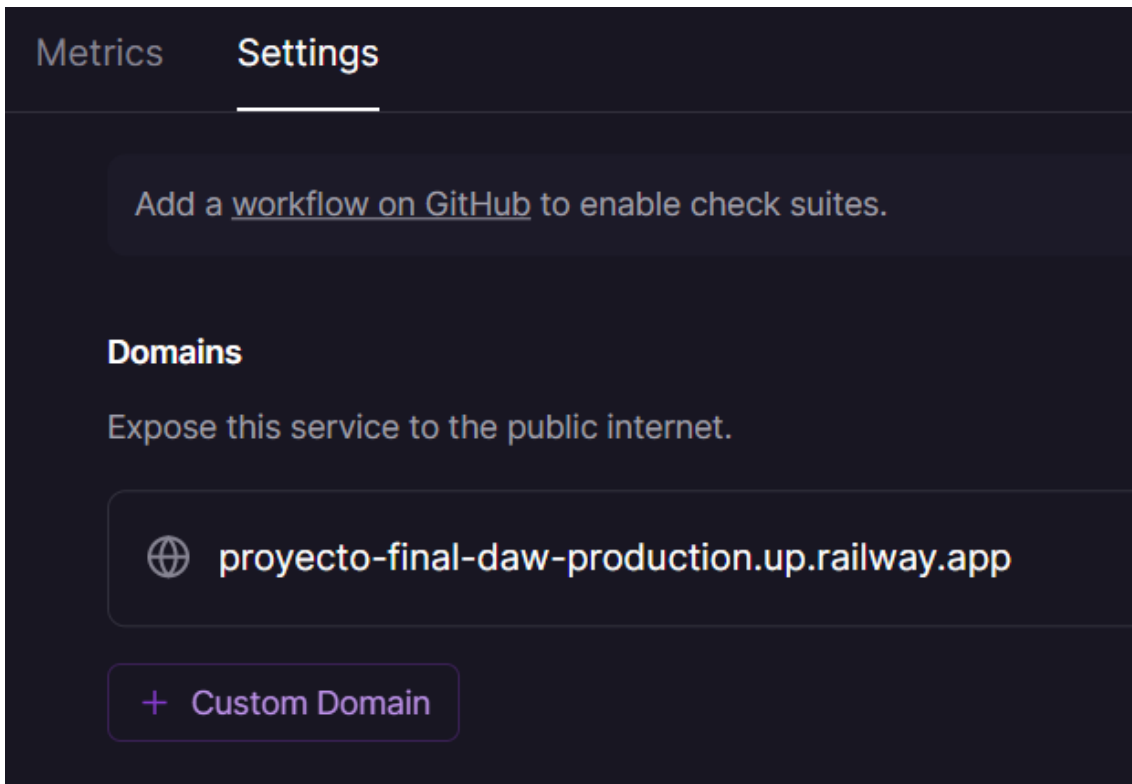 Metrics Settings
Add a workflow on GitHub to enable check suites.
Domains
Expose this service to the public internet.
proyecto-final-daw-production.up.railway.app
+ Custom Domain